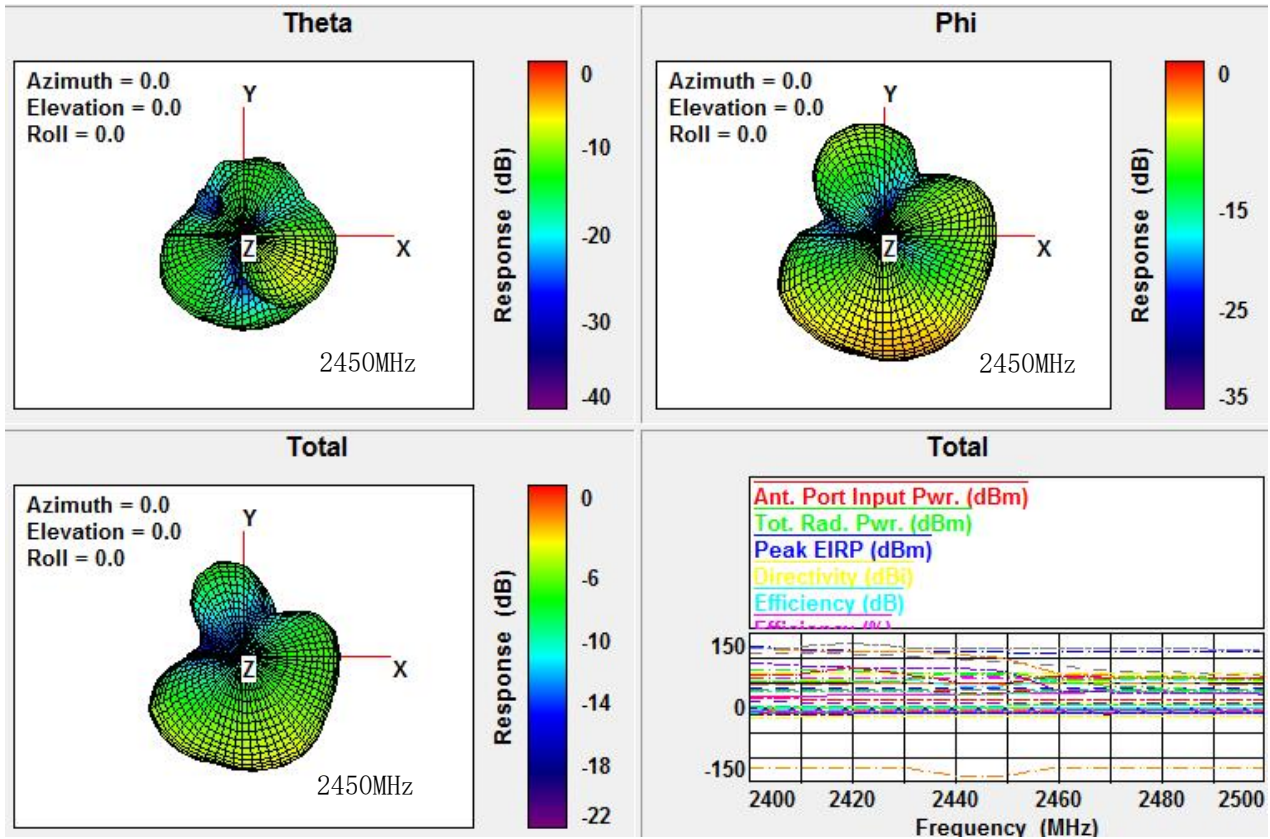 Theta
Azimuth = 0.0
Elevation = 0.0
Roll = 0.0
Y
X
Z
2450MHz
Response (dB)
0
-10
-20
-30
-40
Phi
Azimuth = 0.0
Elevation = 0.0
Roll = 0.0
Y
X
Z
2450MHz
Response (dB)
0
-15
-25
-35
Total
Azimuth = 0.0
Elevation = 0.0
Roll = 0.0
Y
X
Z
2450MHz
Response (dB)
0
-2
-6
-10
-14
-18
-22
Total
Ant. Port Input Pwr. (dBm)
Tot. Rad. Pwr. (dBm)
Peak EIRP (dBm)
Directivity (dBi)
Efficiency (dB)
Efficiency (%)
150
0
-150
2400 2420 2440 2460 2480 2500
Frequency (MHz)